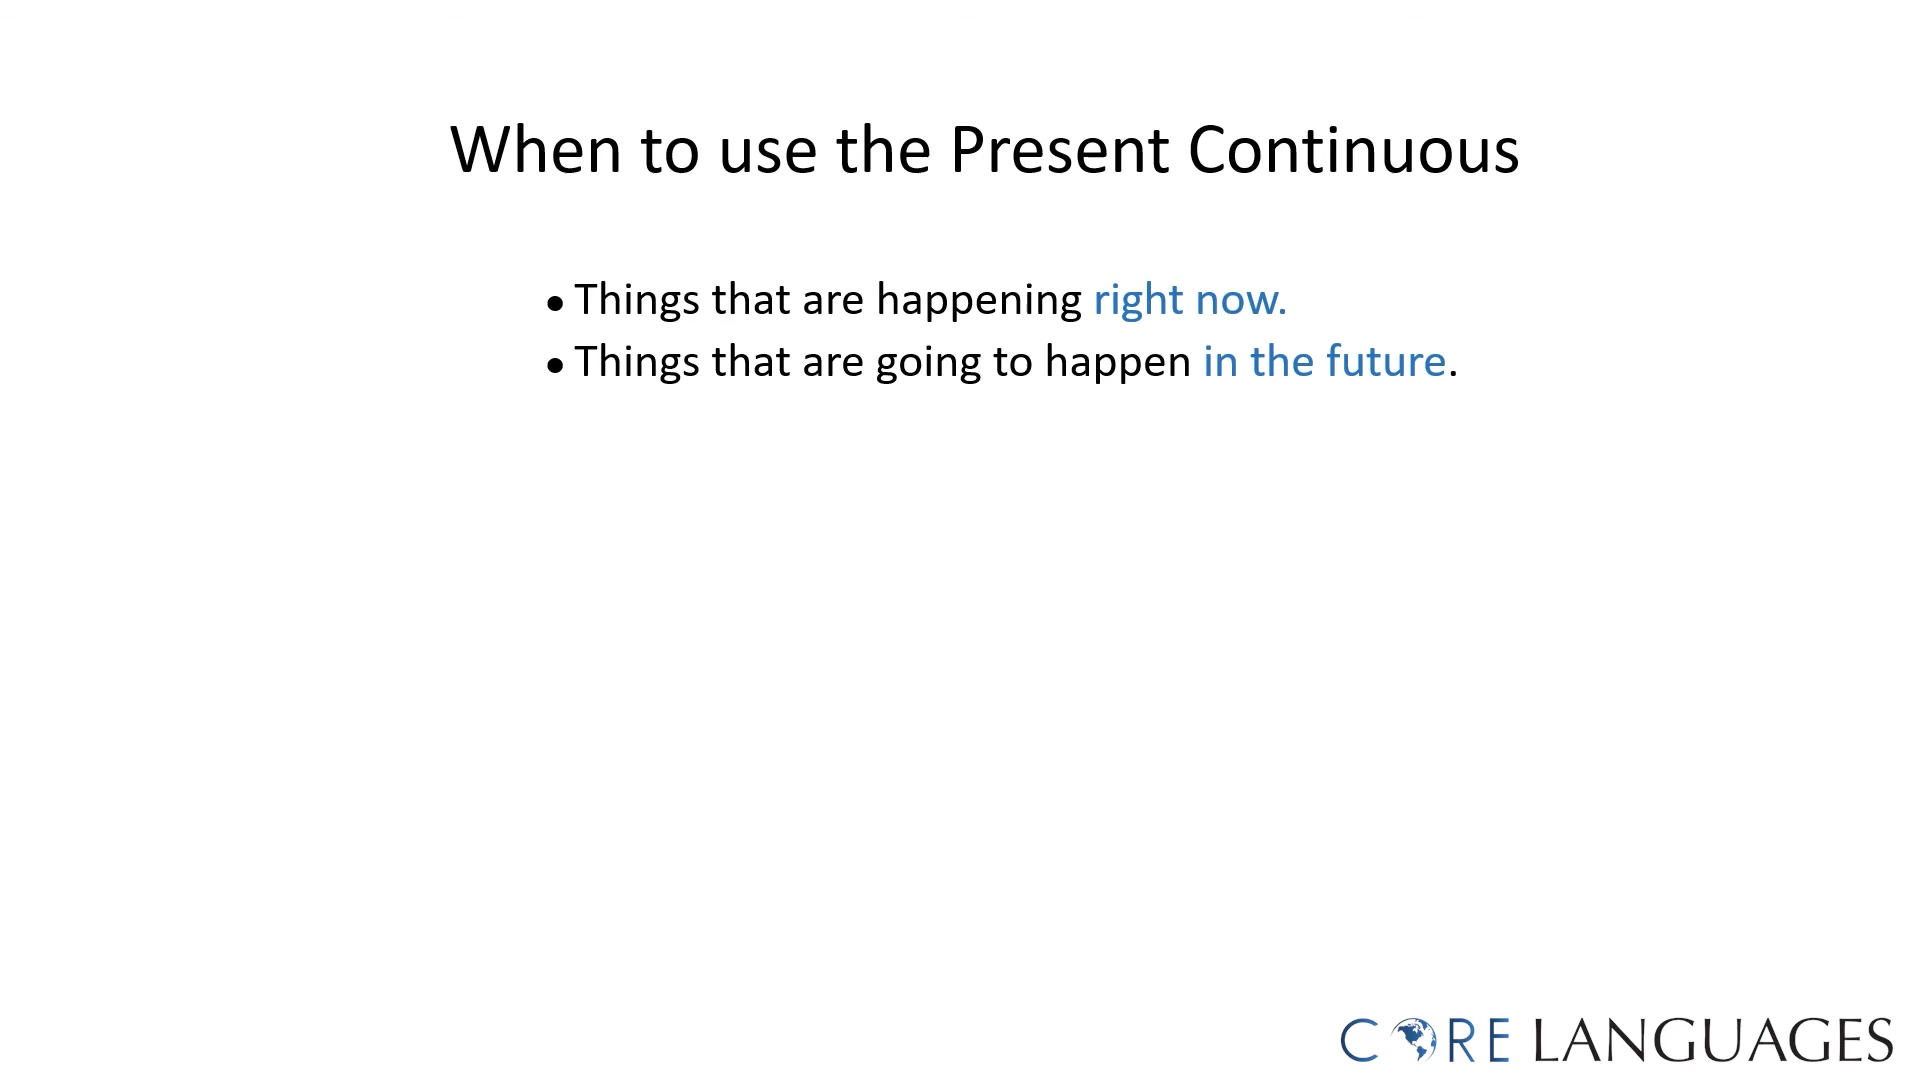 When to use the Present Continuous
• Things that are happening right now.
• Things that are going to happen in the future.
CORE LANGUAGES